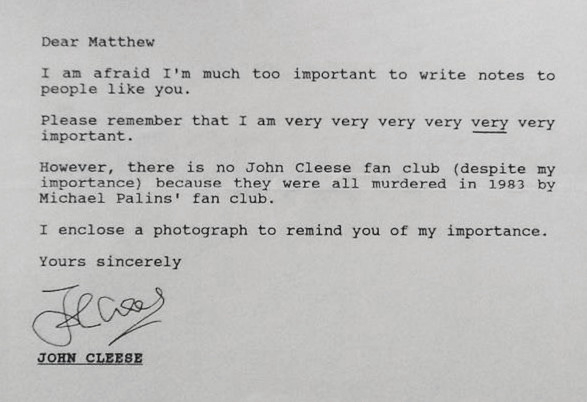 Dear Matthew
I am afraid I'm much too important to write notes to
people like you.
Please remember that I am very very very very very very
important.
However, there is no John Cleese fan club (despite my
importance) because they were all murdered in 1983 by
Michael Palins' fan club.
I enclose a photograph to remind you of my importance.
Yours sincerely
J Cleese
JOHN CLEESE